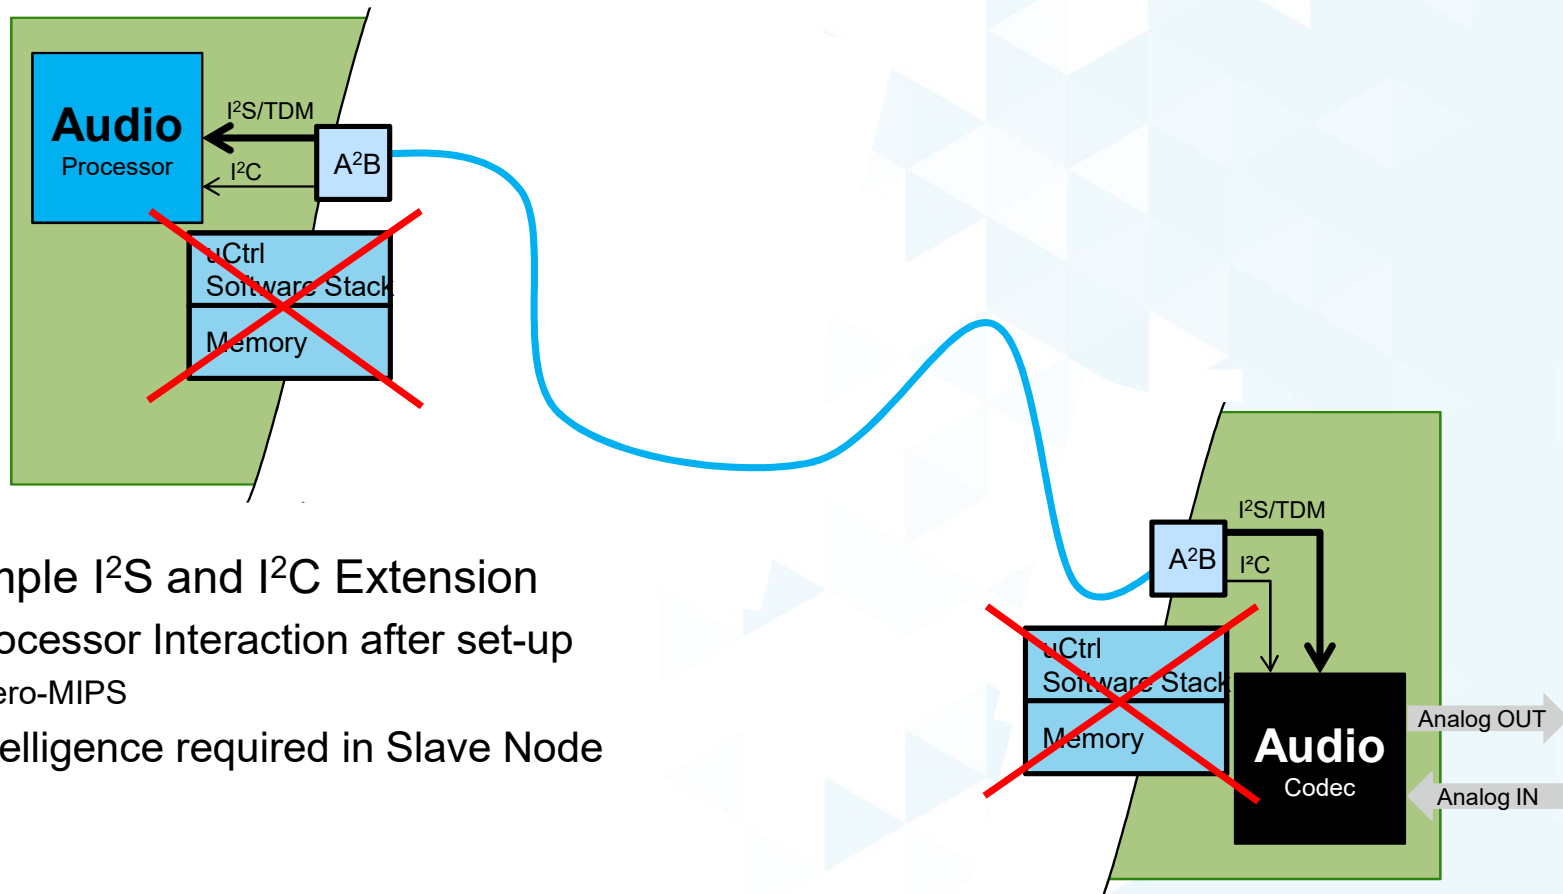 I²S/TDM
Audio
Processor
I²C
A²B
uCtrl
Software Stack
Memory
mple I²S and I²C Extension
ocessor Interaction after set-up
ero-MIPS
elligence required in Slave Node
I²S/TDM
A²B
I²C
uCtrl
Software Stack
Memory
Audio
Codec
Analog OUT
Analog IN